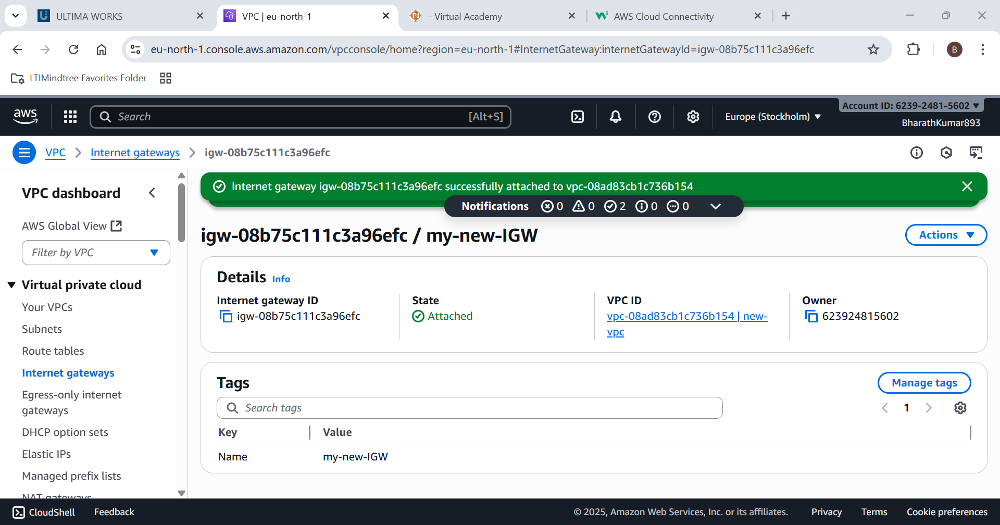 ULTIMA WORKS
VPC | eu-north-1
- Virtual Academy
AWS Cloud Connectivity
eu-north-1.console.aws.amazon.com/vpcconsole/home?region=eu-north-1#InternetGateway:internetGatewayId=igw-08b75c111c3a96efc
B
LTIMindtree Favorites Folder
aws
Search
[Alt+S]
Europe (Stockholm)
Account ID: 6239-2481-5602
BharathKumar893
VPC
Internet gateways
igw-08b75c111c3a96efc
VPC dashboard
AWS Global View
Filter by VPC
Virtual private cloud
Your VPCs
Subnets
Route tables
Internet gateways
Egress-only internet
gateways
DHCP option sets
Elastic IPs
Managed prefix lists
NAT gateways
Internet gateway igw-08b75c111c3a96efc successfully attached to vpc-08ad83cb1c736b154
Notifications 0 0 2 0 0
igw-08b75c111c3a96efc / my-new-IGW
Actions
Details Info
Internet gateway ID
igw-08b75c111c3a96efc
State
Attached
VPC ID
vpc-08ad83cb1c736b154 | new-
vpc
Owner
623924815602
Tags
Manage tags
Search tags
1
Key Value
Name my-new-IGW
CloudShell
Feedback
© 2025, Amazon Web Services, Inc. or its affiliates.
Privacy
Terms
Cookie preferences